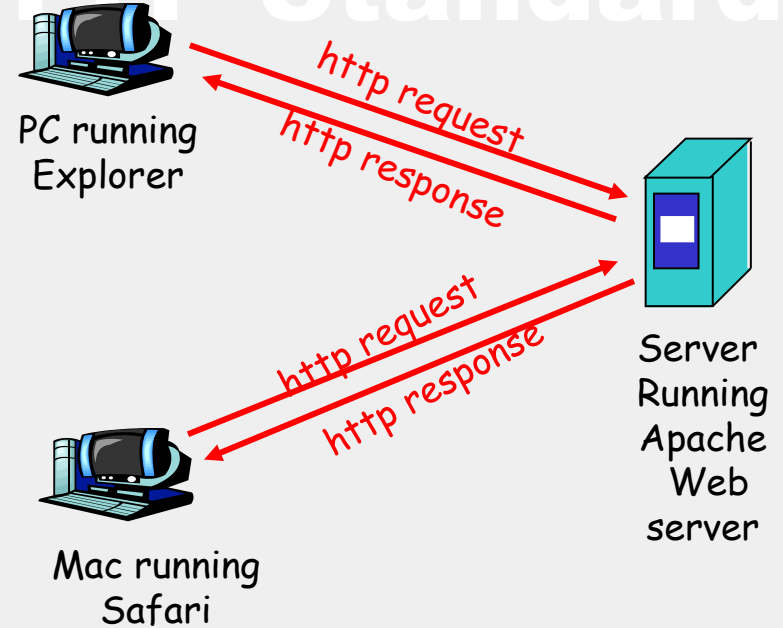 Standard
http request
http response
PC running
Explorer
http request
http response
Server
Running
Apache
Web
server
Mac running
Safari